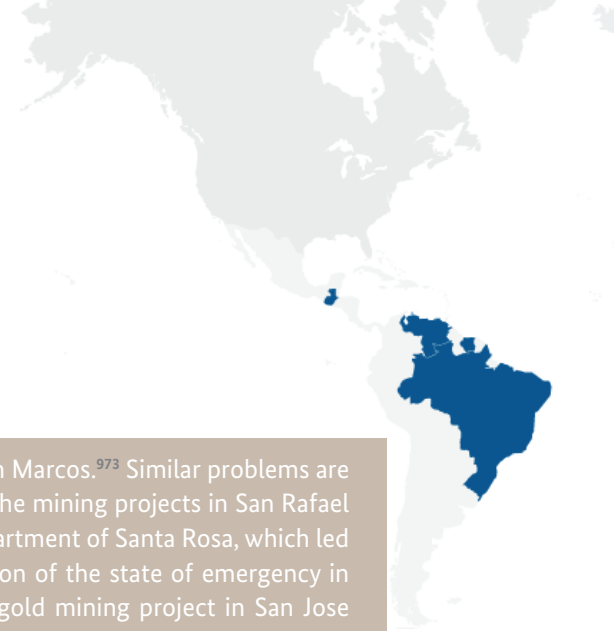 n Marcos.973 Similar problems are
he mining projects in San Rafael
artment of Santa Rosa, which led
on of the state of emergency in
gold mining project in San Jose